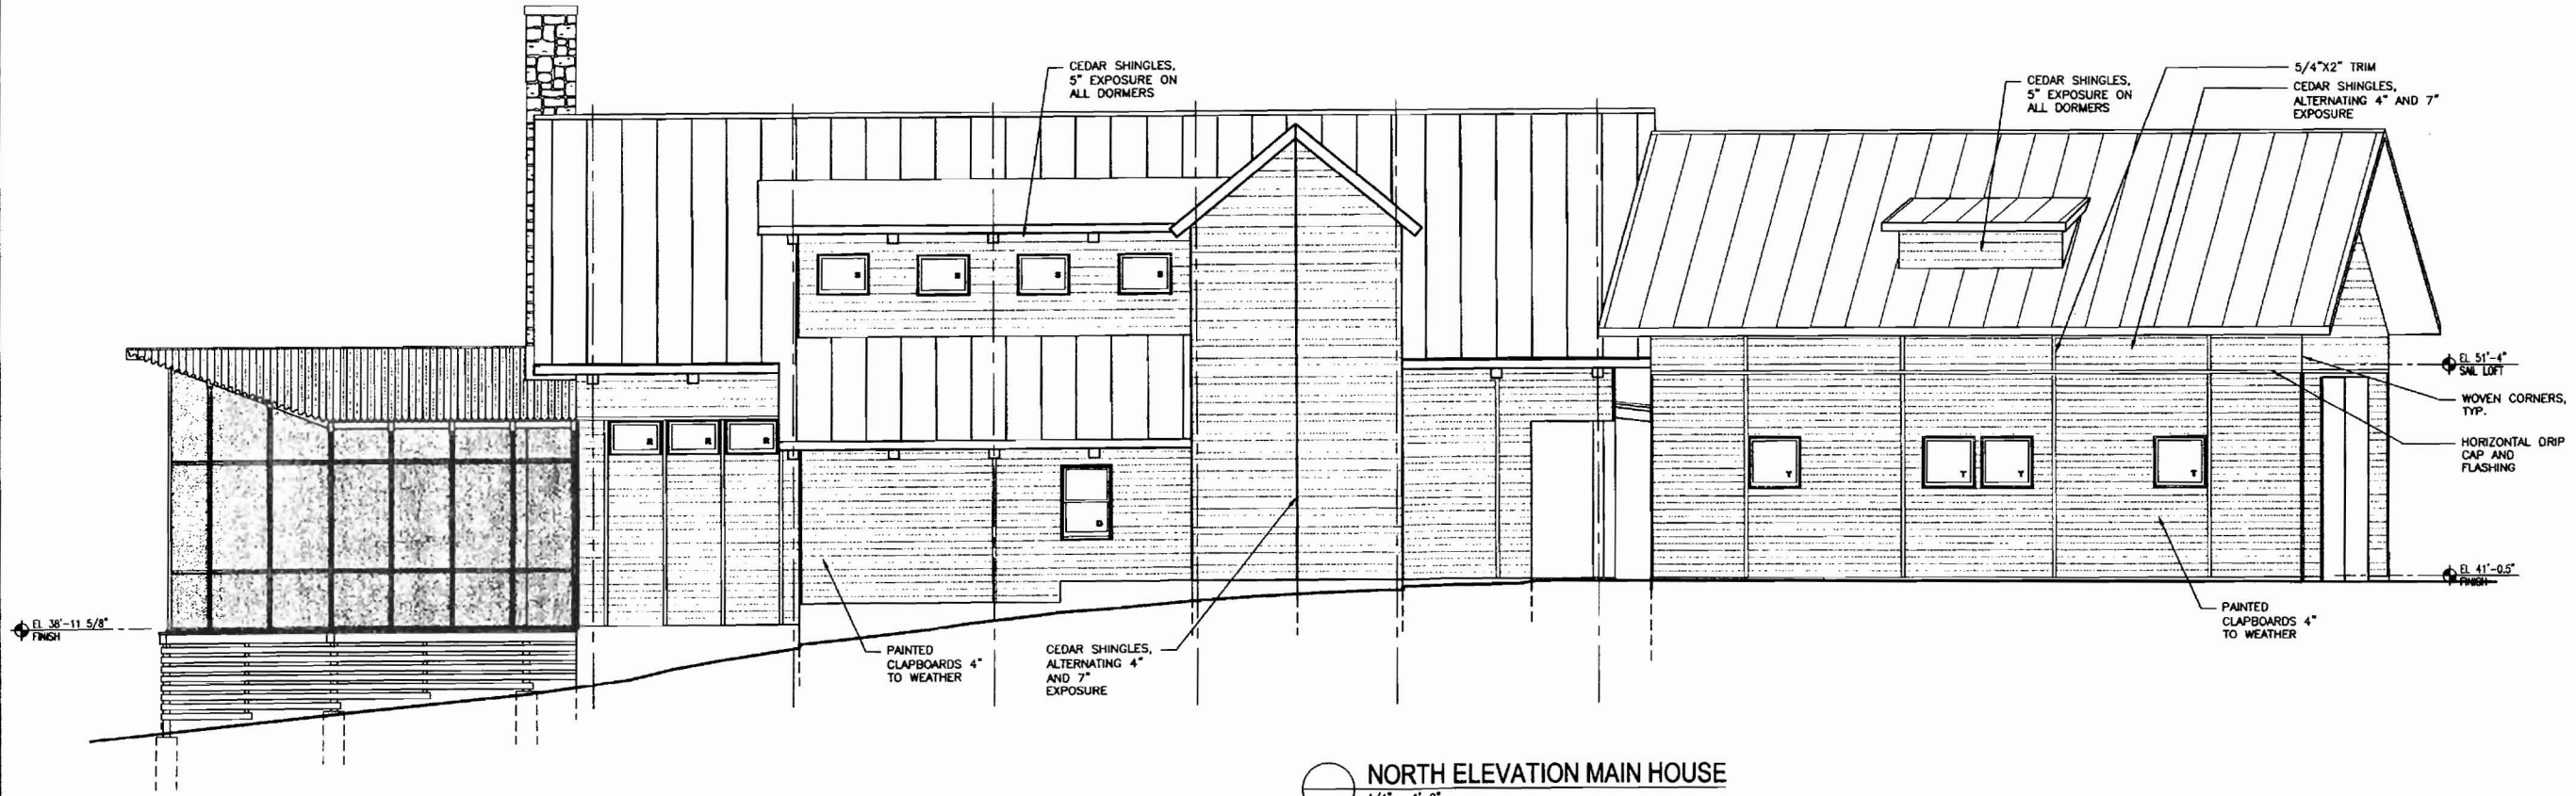 CEDAR SHINGLES,
5" EXPOSURE ON
ALL DORMERS
CEDAR SHINGLES,
5" EXPOSURE ON
ALL DORMERS
5/4"X2" TRIM
CEDAR SHINGLES,
ALTERNATING 4" AND 7"
EXPOSURE
EL 51'-4"
SAIL LOFT
WOVEN CORNERS,
TYP.
HORIZONTAL DRIP
CAP AND
FLASHING
R
R
R
D
Y
T
Y
T
EL 41'-0.5"
FINISH
EL 38'-11 5/8"
FINISH
PAINTED
CLAPBOARDS 4"
TO WEATHER
CEDAR SHINGLES,
ALTERNATING 4"
AND 7"
EXPOSURE
PAINTED
CLAPBOARDS 4"
TO WEATHER
NORTH ELEVATION MAIN HOUSE